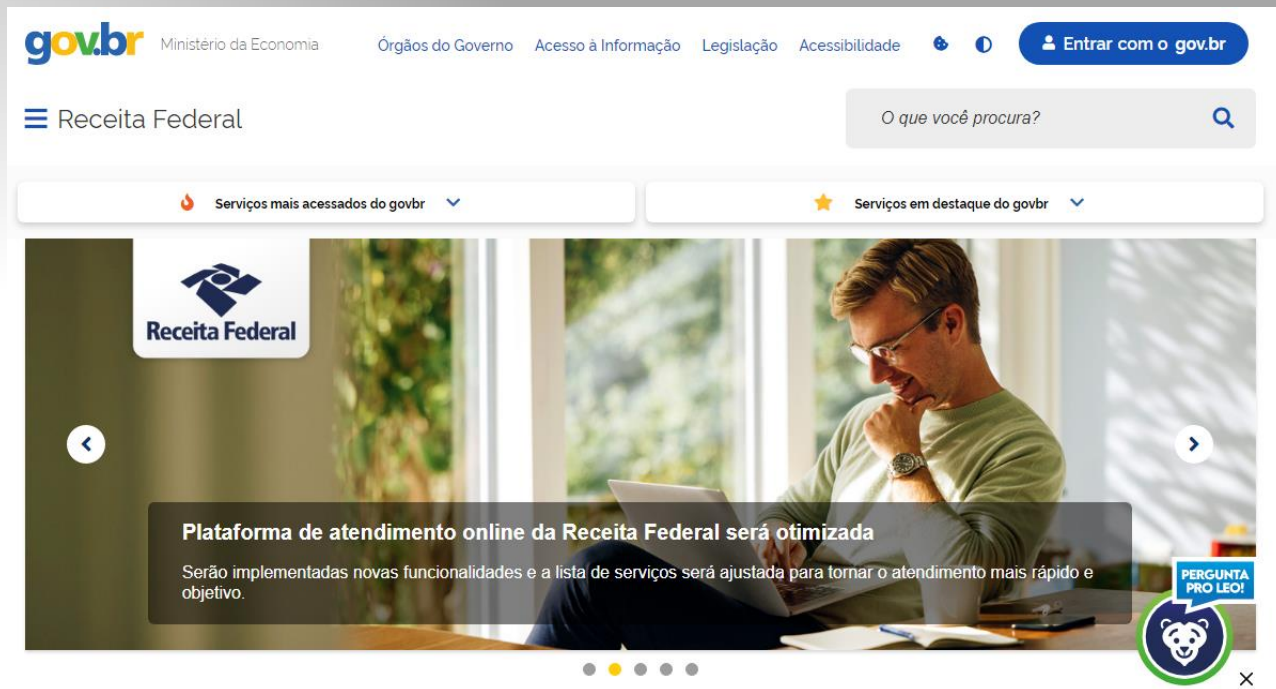 gov.br
Ministério da Economia
Órgãos do Governo
Acesso à Informação
Legislação
Acessibilidade
Entrar com o gov.br
Receita Federal
O que você procura?
Serviços mais acessados do govbr
Serviços em destaque do govbr
Receita Federal
Plataforma de atendimento online da Receita Federal será otimizada
Serão implementadas novas funcionalidades e a lista de serviços será ajustada para tornar o atendimento mais rápido e
objetivo.
PERGUNTA
PRO LEO!